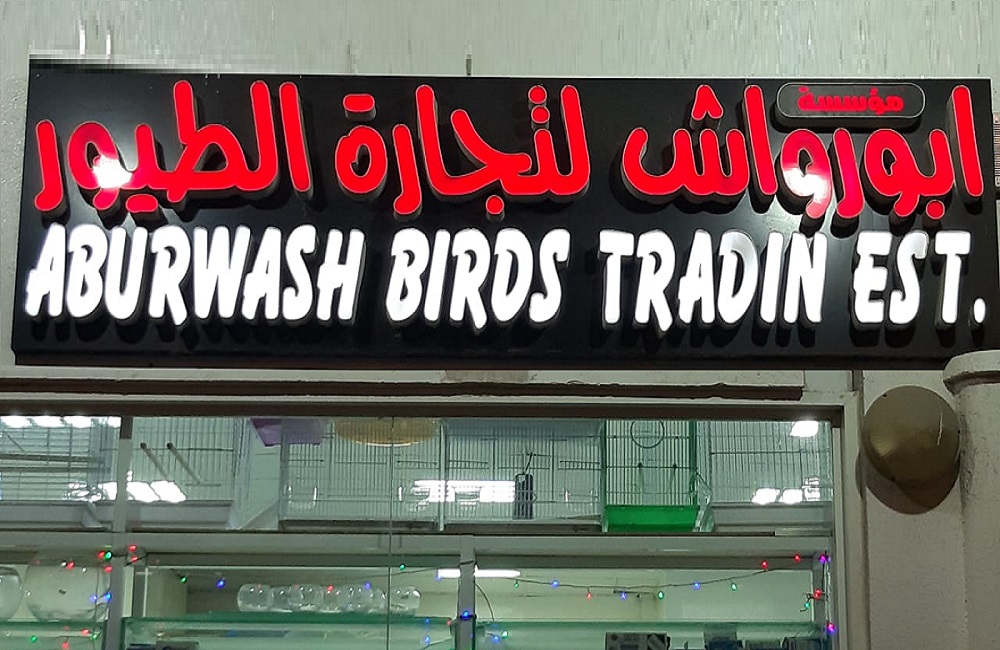 مؤسسة
ابورواش لتجارة الطيور
ABURWASH BIRDS TRADIN EST.